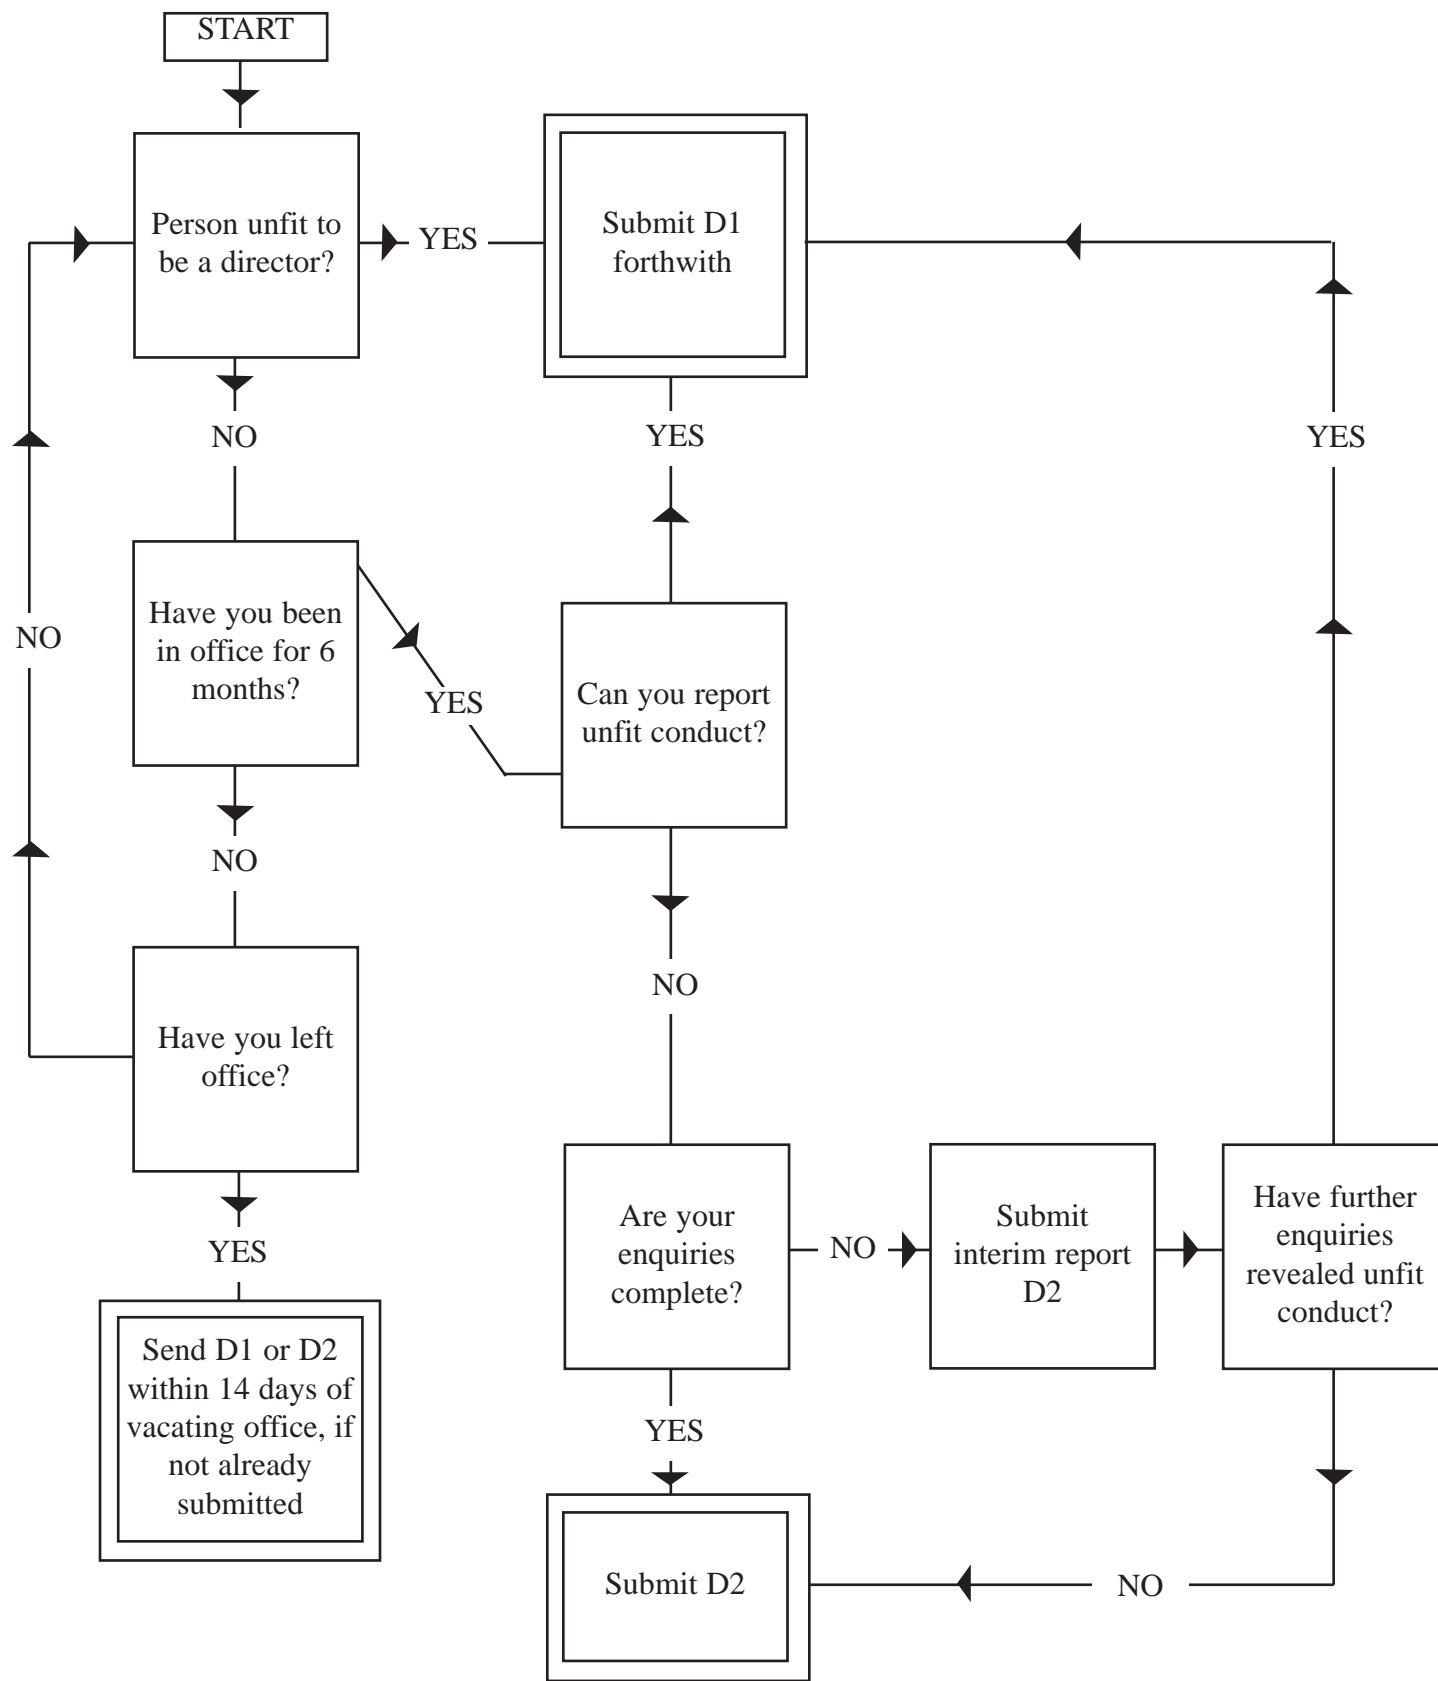 START
Person unfit to
be a director?
YES
Submit D1
forthwith
NO
YES
YES
Have you been
in office for 6
months?
NO
YES
Can you report
unfit conduct?
NO
NO
Have you left
office?
YES
Are your
enquiries
complete?
NO
Submit
interim report
D2
Have further
enquiries
revealed unfit
conduct?
Send D1 or D2
within 14 days of
vacating office, if
not already
submitted
YES
Submit D2
NO